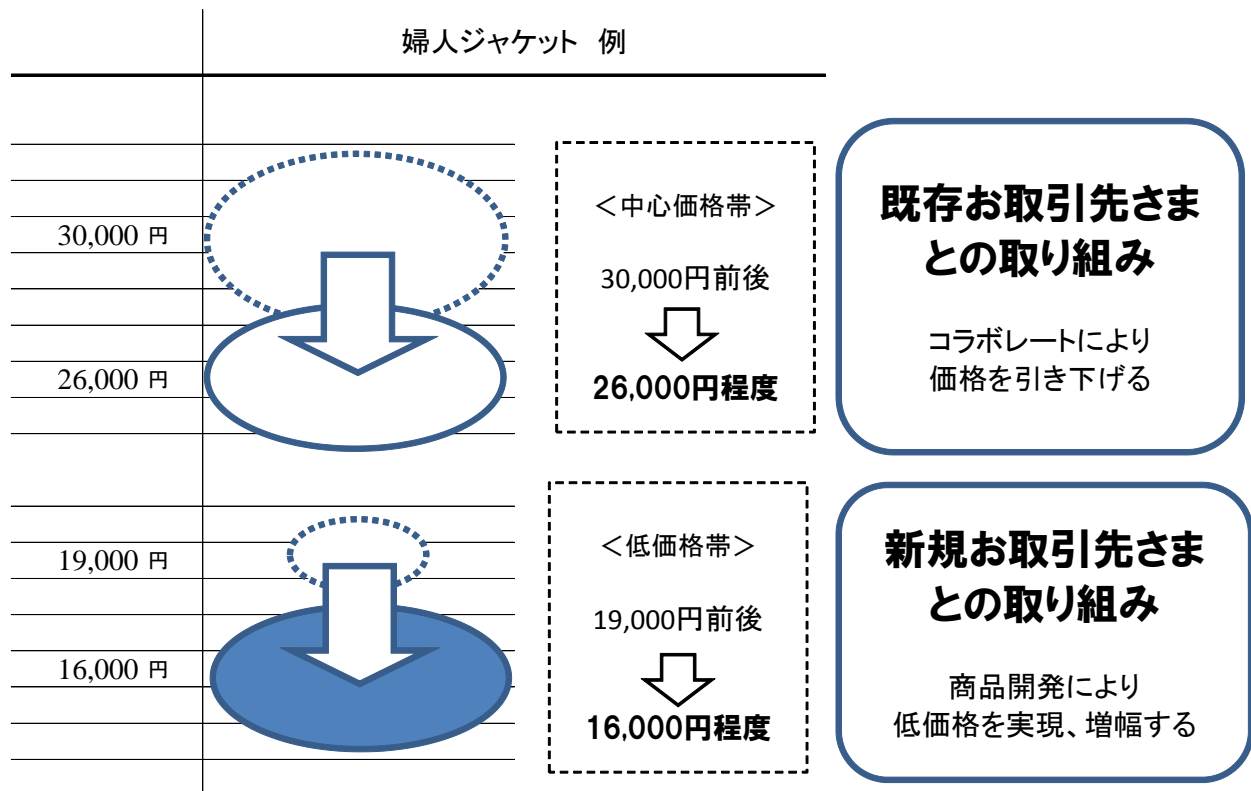 婦人ジャケット 例
30,000 円
26,000 円
<中心価格帯>
30,000円前後
26,000円程度
既存お取引先さま
との取り組み
コラボレートにより
価格を引き下げる
19,000 円
16,000 円
<低価格帯>
19,000円前後
16,000円程度
新規お取引先さま
との取り組み
商品開発により
低価格を実現、増幅する